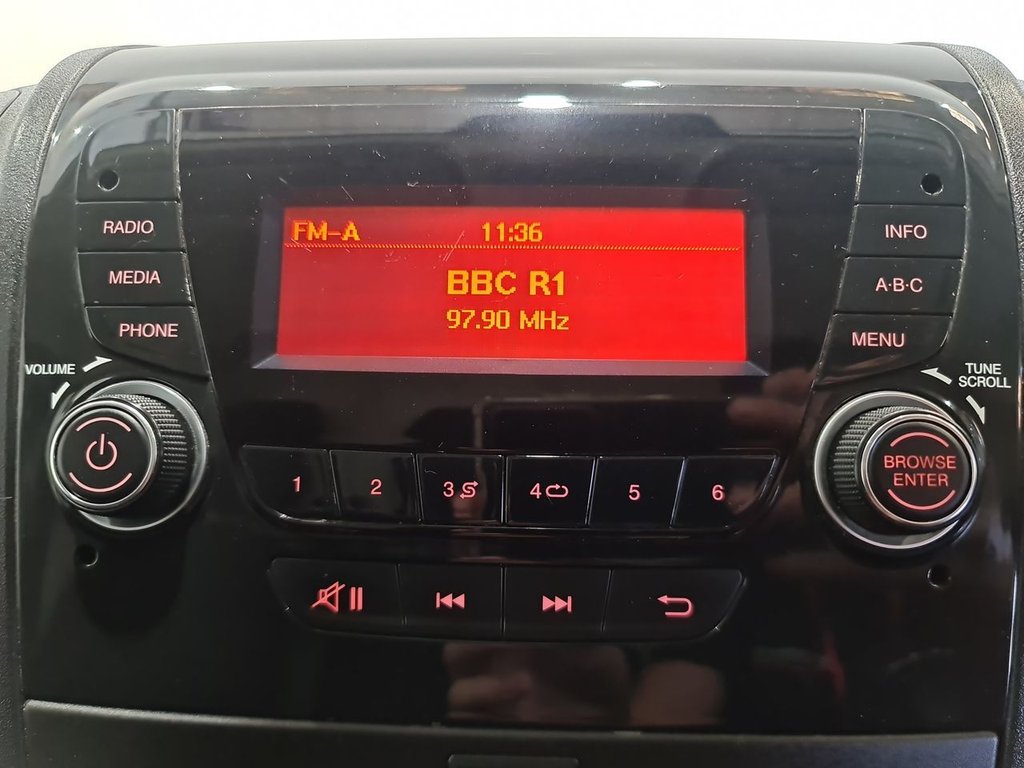 FM-A 11:36
BBC R1
97.90 MHz
RADIO
MEDIA
PHONE
VOLUME
INFO
A·B·C
MENU
TUNE
SCROLL
BROWSE
ENTER
1 2 3 4 5 6